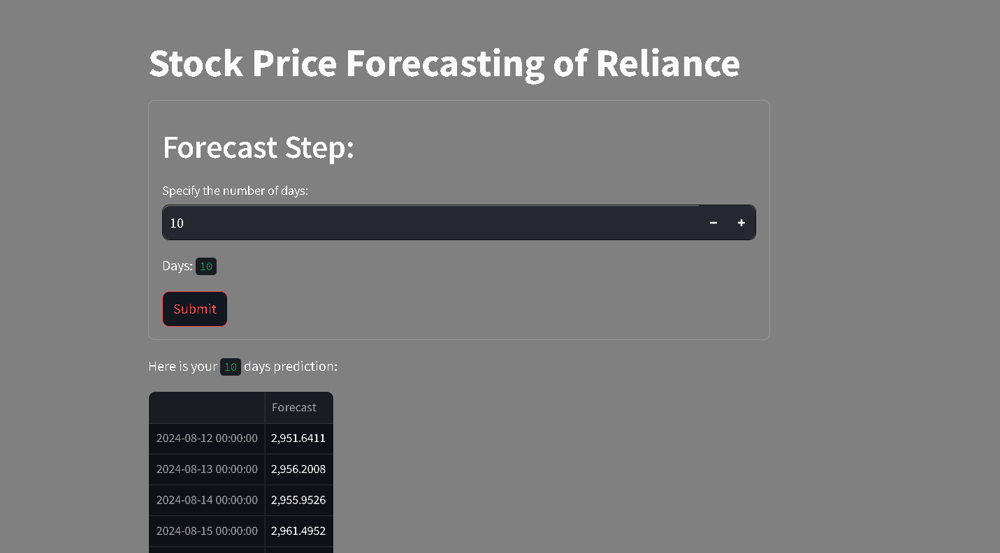 Stock Price Forecasting of Reliance
Forecast Step:
Specify the number of days:
10 − +
Days: 10
Submit
Here is your 10 days prediction:
Forecast
2024-08-12 00:00:00 2,951.6411
2024-08-13 00:00:00 2,956.2008
2024-08-14 00:00:00 2,955.9526
2024-08-15 00:00:00 2,961.4952